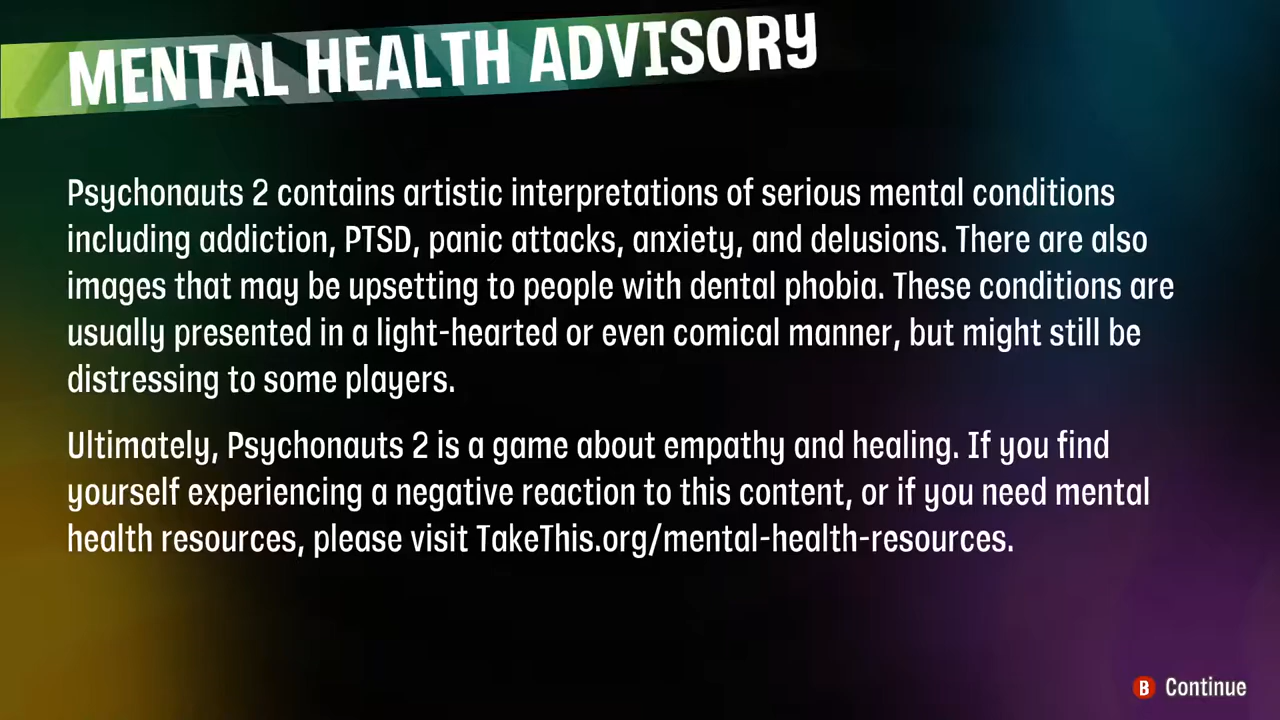 MENTAL HEALTH ADVISORY
Psychonauts 2 contains artistic interpretations of serious mental conditions
including addiction, PTSD, panic attacks, anxiety, and delusions. There are also
images that may be upsetting to people with dental phobia. These conditions are
usually presented in a light-hearted or even comical manner, but might still be
distressing to some players.
Ultimately, Psychonauts 2 is a game about empathy and healing. If you find
yourself experiencing a negative reaction to this content, or if you need mental
health resources, please visit TakeThis.org/mental-health-resources.
B Continue